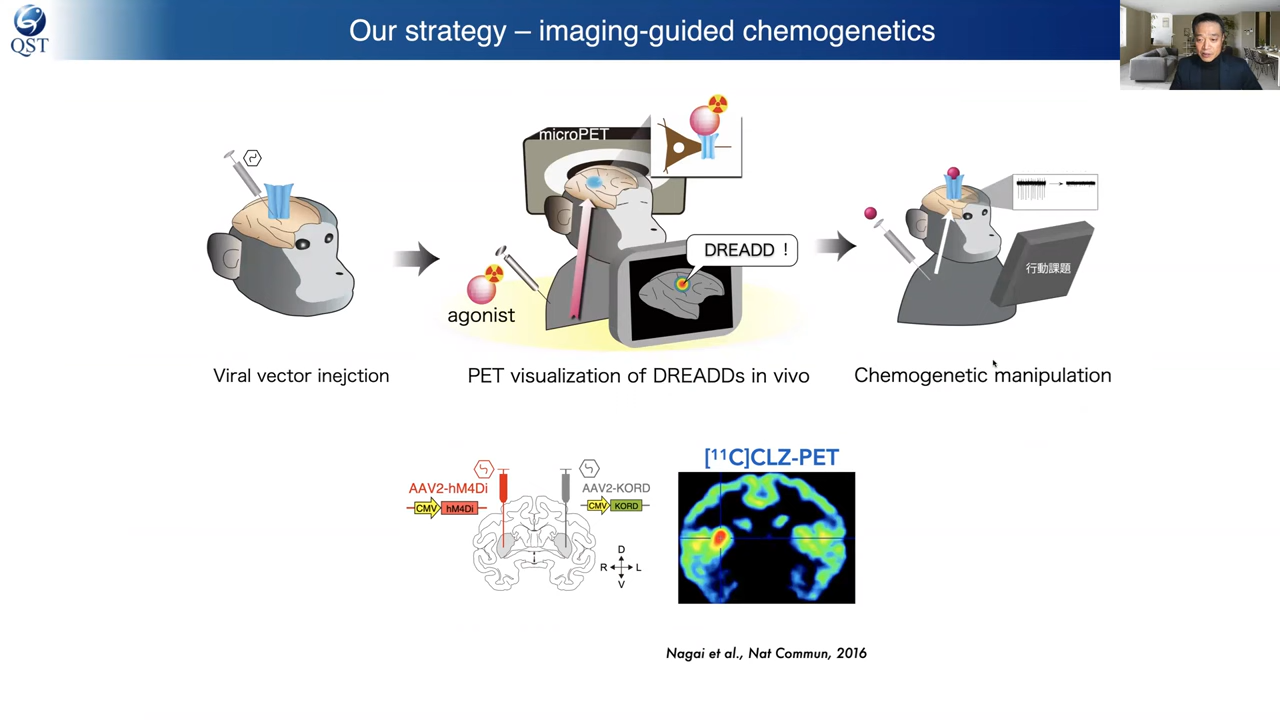 QST
Our strategy – imaging-guided chemogenetics
microPET
DREADD !
agonist
行動課題
Viral vector inejction
PET visualization of DREADDs in vivo
Chemogenetic manipulation
[¹¹C]CLZ-PET
AAV2-hM4Di
AAV2-KORD
CMV hM4Di
CMV KORD
D
R L
V
Nagai et al., Nat Commun, 2016